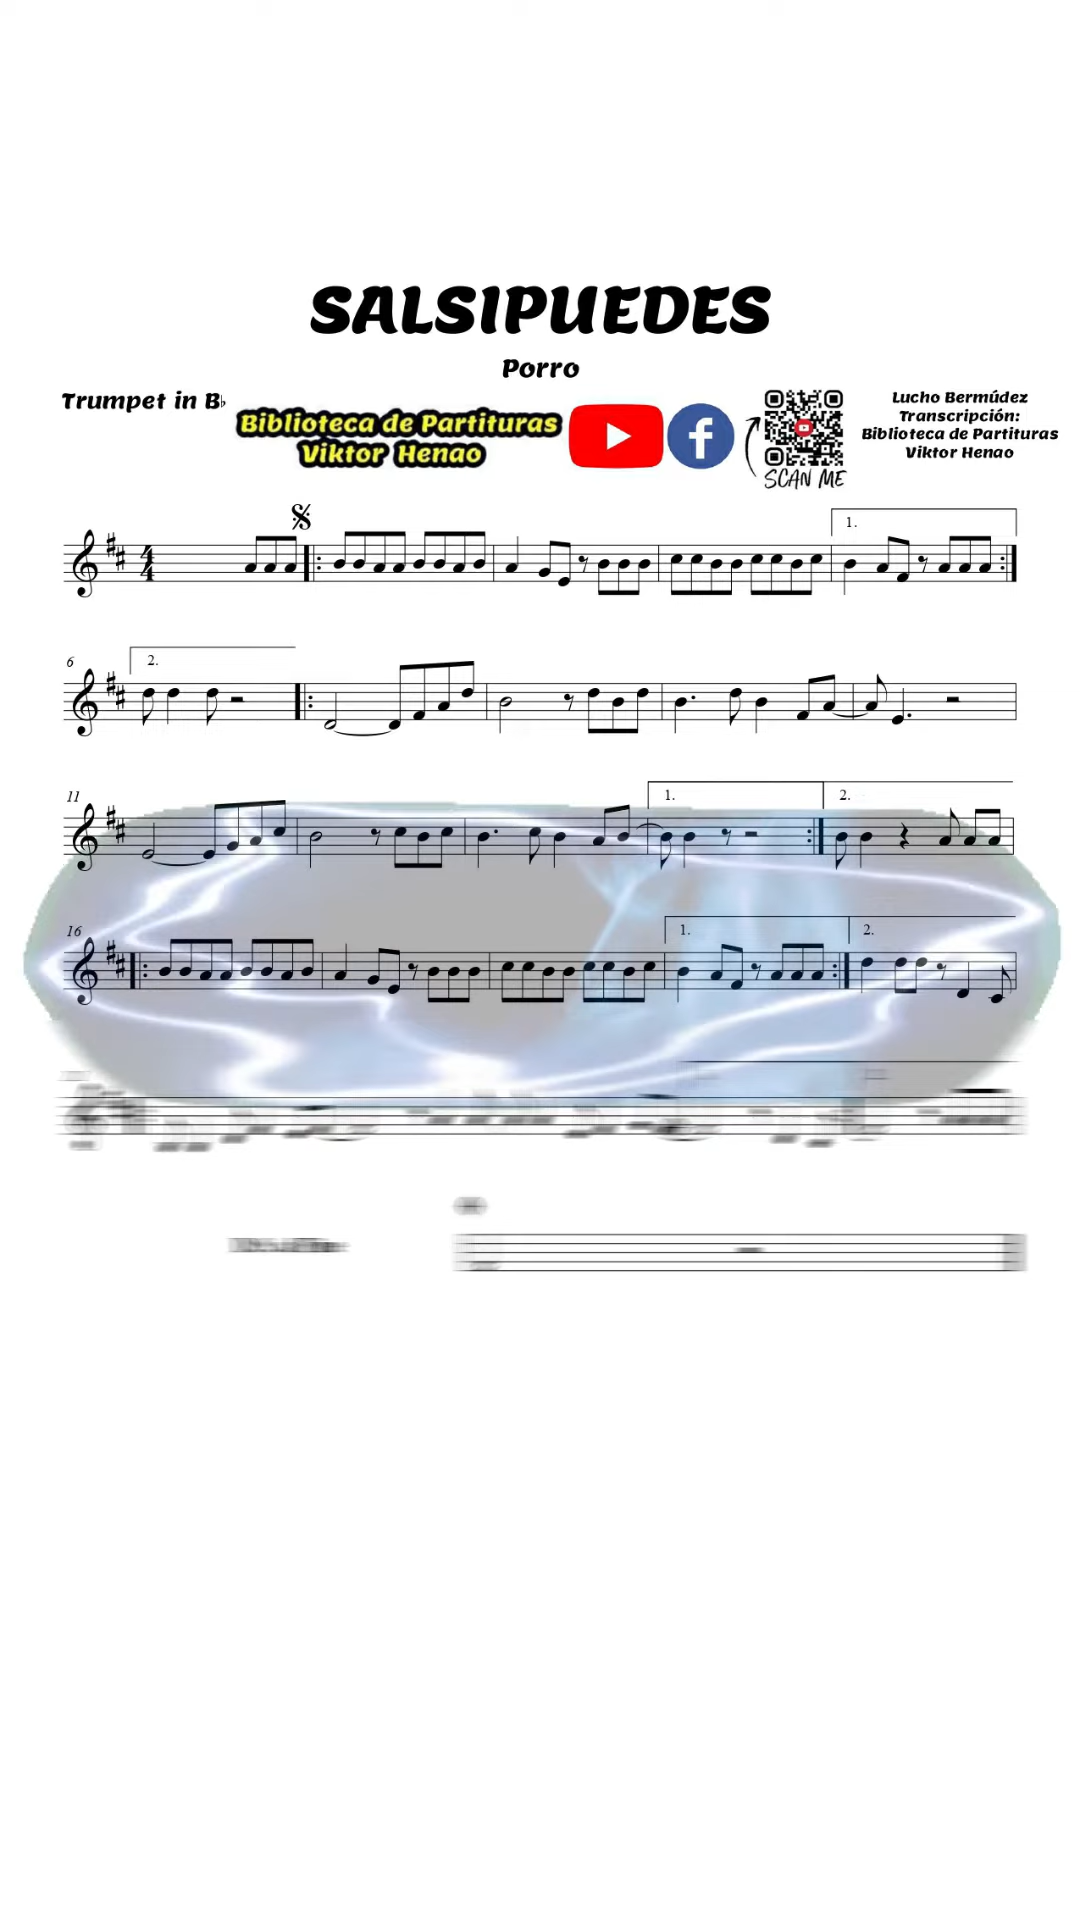 SALSIPUEDES
Porro
Trumpet in B♭
Biblioteca de Partituras
Viktor Henao
SCAN ME
Lucho Bermúdez
Transcripción:
Biblioteca de Partituras
Viktor Henao
1.
6
2.
11
1.
2.
16
1.
2.